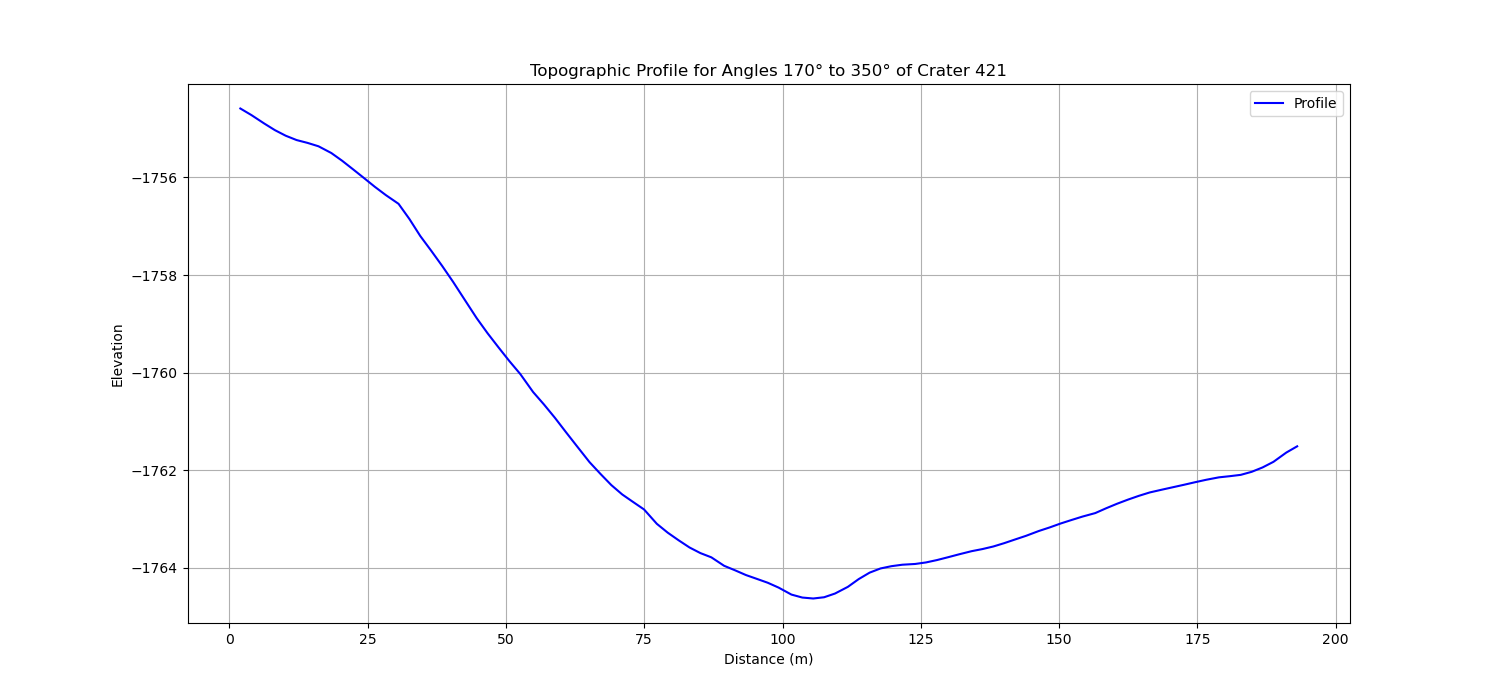 Topographic Profile for Angles 170° to 350° of Crater 421
Profile
−1756
−1758
−1760
−1762
−1764
Elevation
0 25 50 75 100 125 150 175 200
Distance (m)